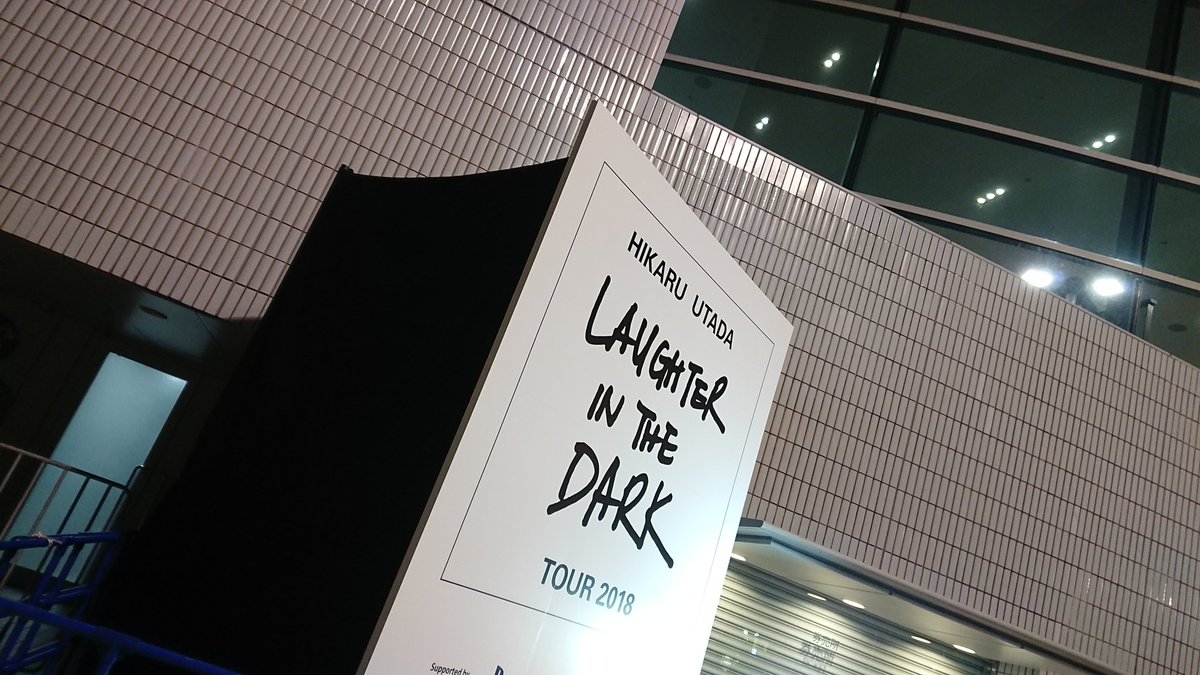 HIKARU UTADA
LAUGHTER
IN THE
DARK
TOUR 2018
Supported by